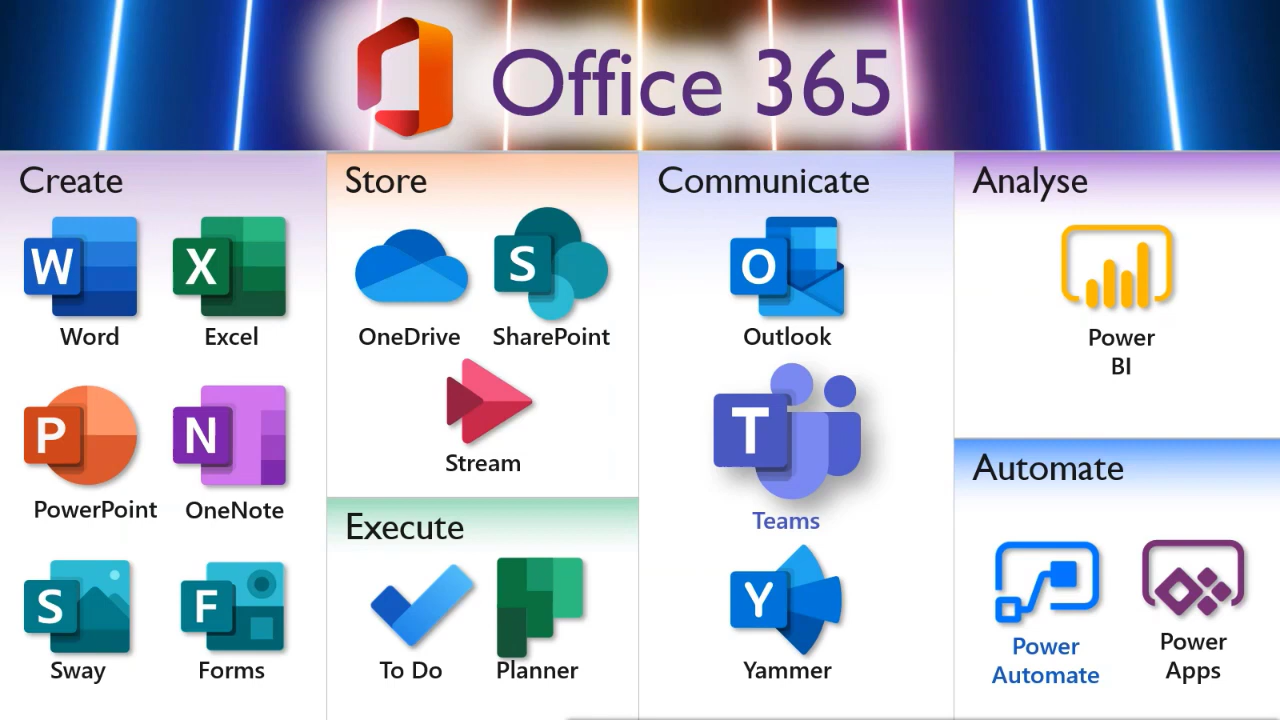 Office 365
Create
W
Word
X
Excel
P
PowerPoint
N
OneNote
S
Sway
F
Forms
Store
OneDrive
S
SharePoint
Stream
Execute
To Do
Planner
Communicate
O
Outlook
T
Teams
Y
Yammer
Analyse
Power
BI
Automate
Power
Automate
Power
Apps